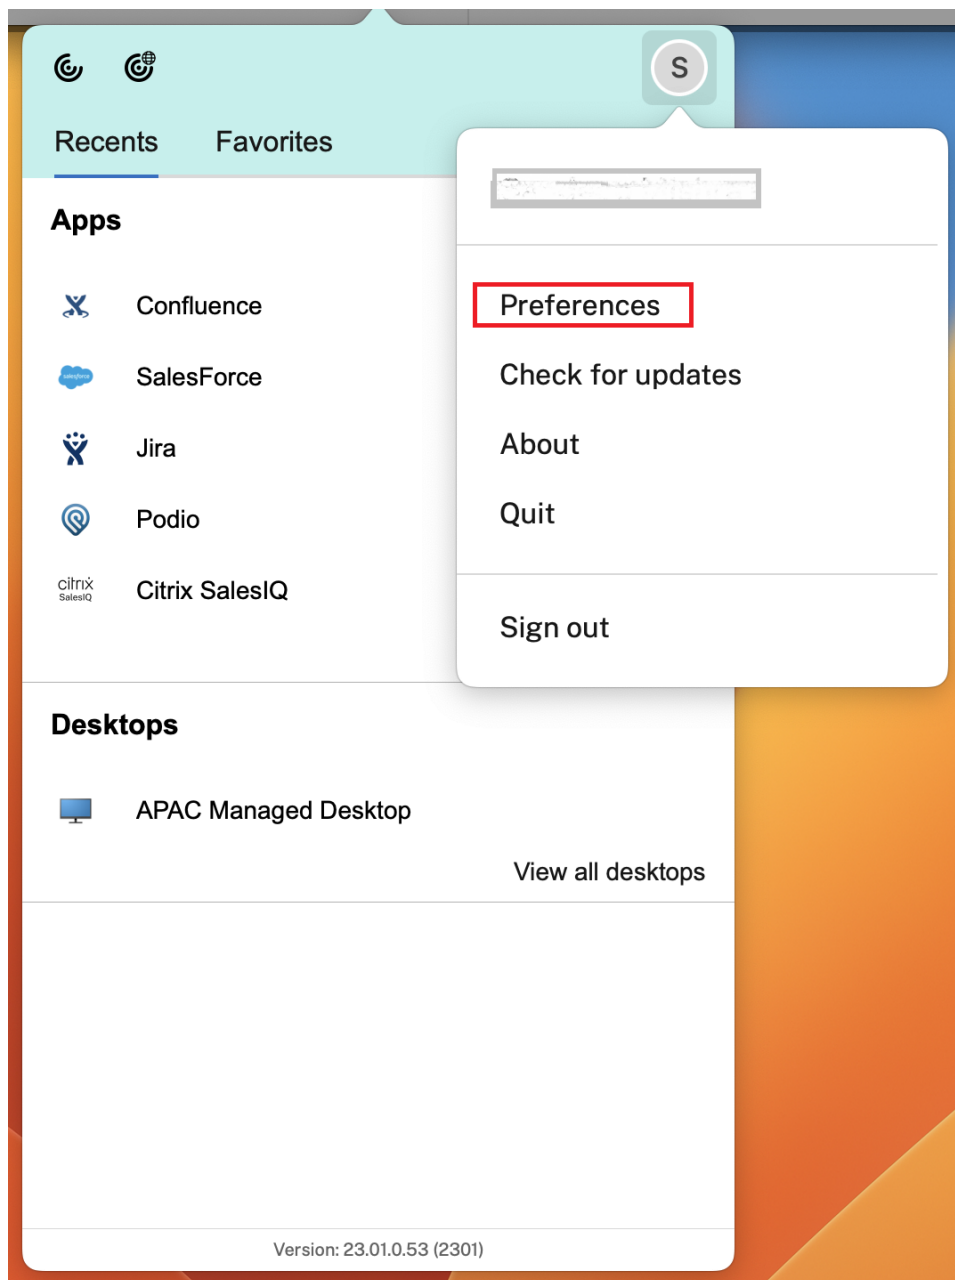 S
Recents Favorites
Apps
Confluence
SalesForce
Jira
Podio
citrix
SalesIQ
Citrix SalesIQ
Preferences
Check for updates
About
Quit
Sign out
Desktops
APAC Managed Desktop
View all desktops
Version: 23.01.0.53 (2301)